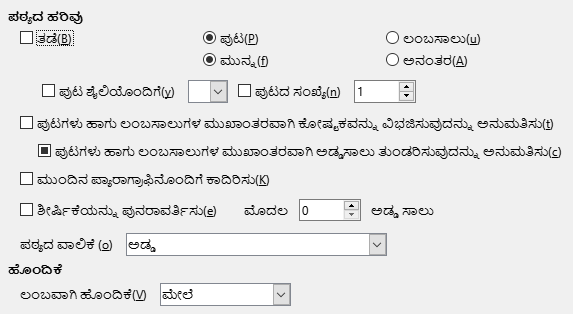 ಪಠ್ಯದ ಹರಿವು
ತಡೆ(B) ಪುಟ(P) ಲಂಬಸಾಲು(u)
ಮುನ್ನ(f) ಅನಂತರ(A)
ಪುಟ ಶೈಲಿಯೊಂದಿಗೆ(y) ಪುಟದ ಸಂಖ್ಯೆ(n) 1
ಪುಟಗಳು ಹಾಗು ಲಂಬಸಾಲುಗಳ ಮುಖಾಂತರವಾಗಿ ಕೋಷ್ಟಕವನ್ನು ವಿಭಜಿಸುವುದನ್ನು ಅನುಮತಿಸು(t)
ಪುಟಗಳು ಹಾಗು ಲಂಬಸಾಲುಗಳ ಮುಖಾಂತರವಾಗಿ ಅಡ್ಡಸಾಲು ತುಂಡರಿಸುವುದನ್ನು ಅನುಮತಿಸು(c)
ಮುಂದಿನ ಪ್ಯಾರಾಗ್ರಾಫಿನೊಂದಿಗೆ ಕಾದಿರಿಸು(K)
ಶೀರ್ಷಿಕೆಯನ್ನು ಪುನರಾವರ್ತಿಸು(e) ಮೊದಲ 0 ಅಡ್ಡ ಸಾಲು
ಪಠ್ಯದ ವಾಲಿಕೆ (o) ಅಡ್ಡ
ಹೊಂದಿಕೆ
ಲಂಬವಾಗಿ ಹೊಂದಿಕೆ(V) ಮೇಲೆ